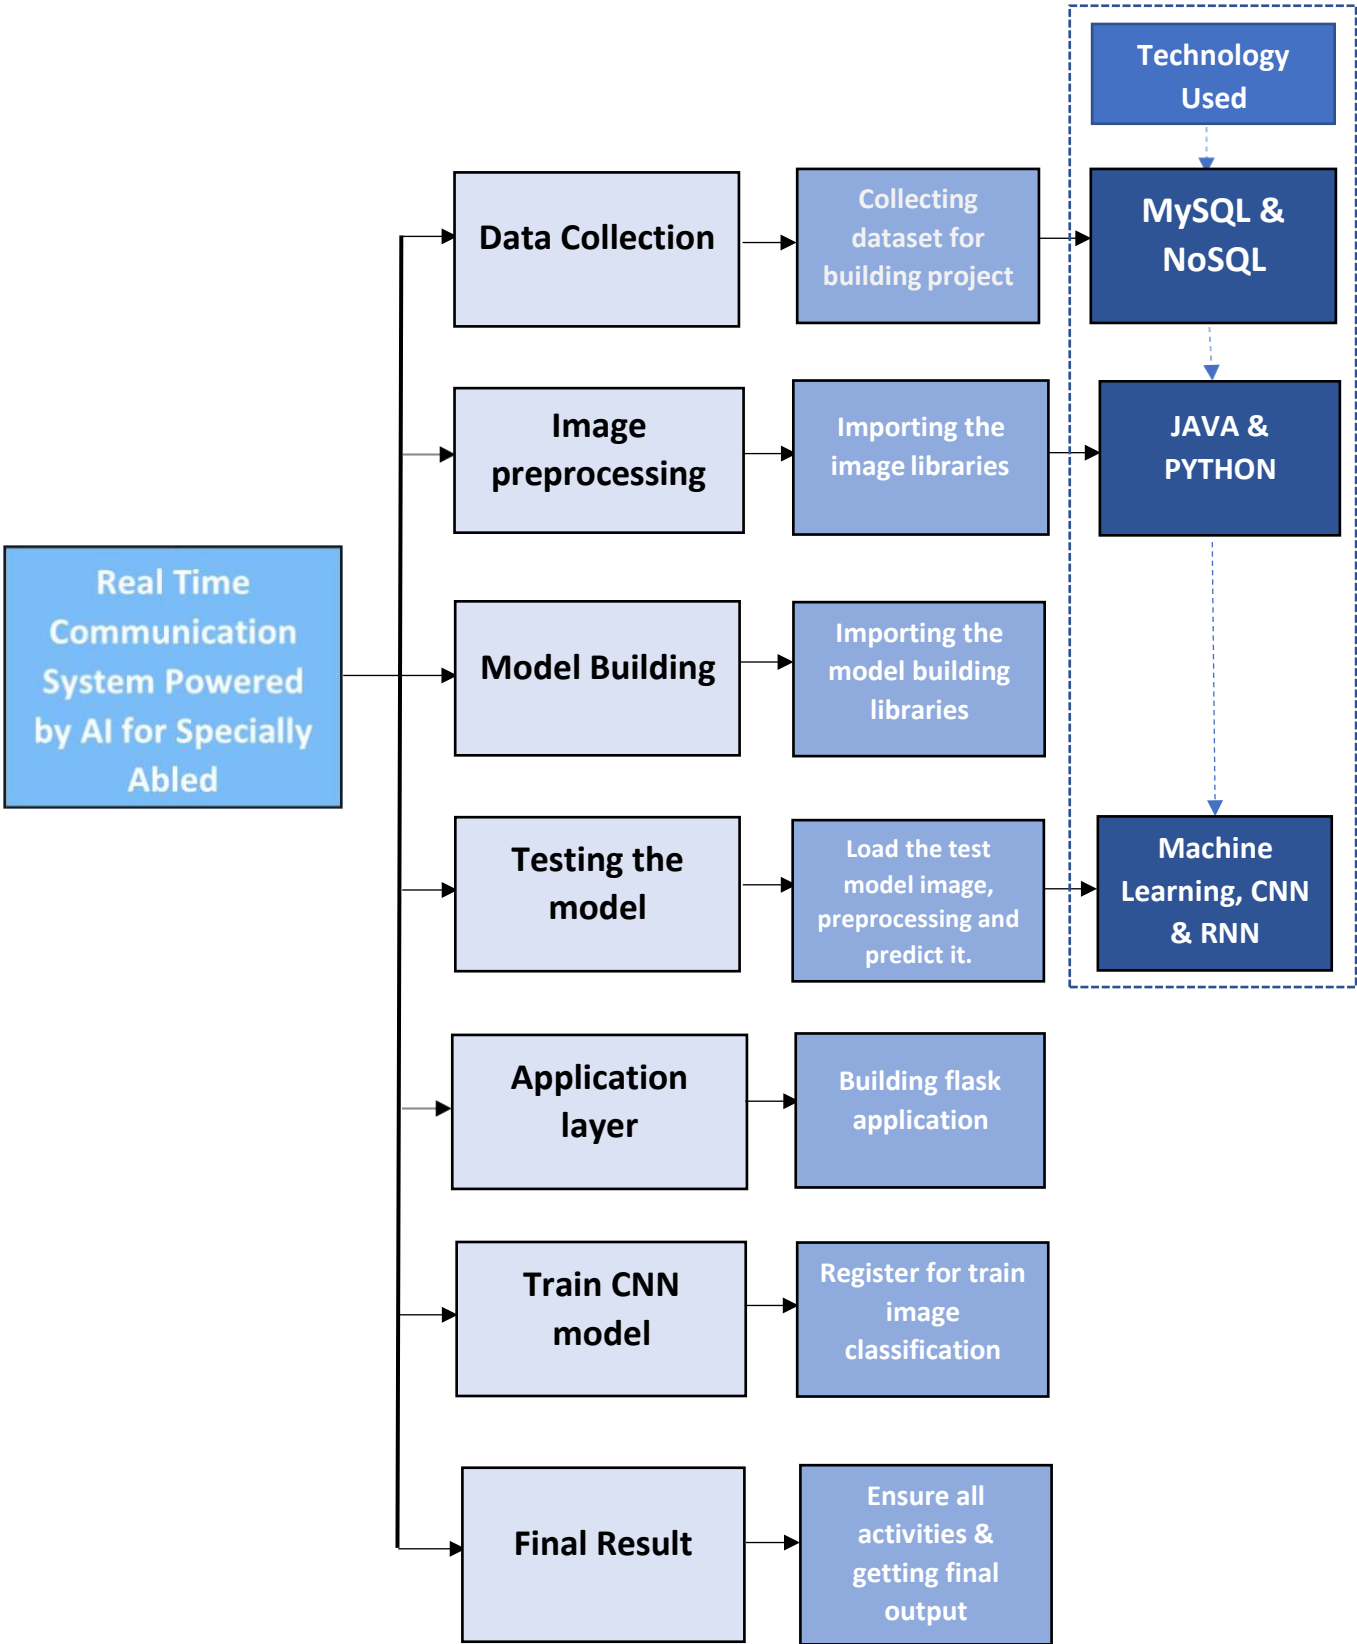 Technology
Used
Data Collection
Collecting
dataset for
building project
MySQL &
NoSQL
Image
preprocessing
Importing the
image libraries
JAVA &
PYTHON
Real Time
Communication
System Powered
by AI for Specially
Abled
Model Building
Importing the
model building
libraries
Testing the
model
Load the test
model image,
preprocessing and
predict it.
Machine
Learning, CNN
& RNN
Application
layer
Building flask
application
Train CNN
model
Register for train
image
classification
Final Result
Ensure all
activities &
getting final
output